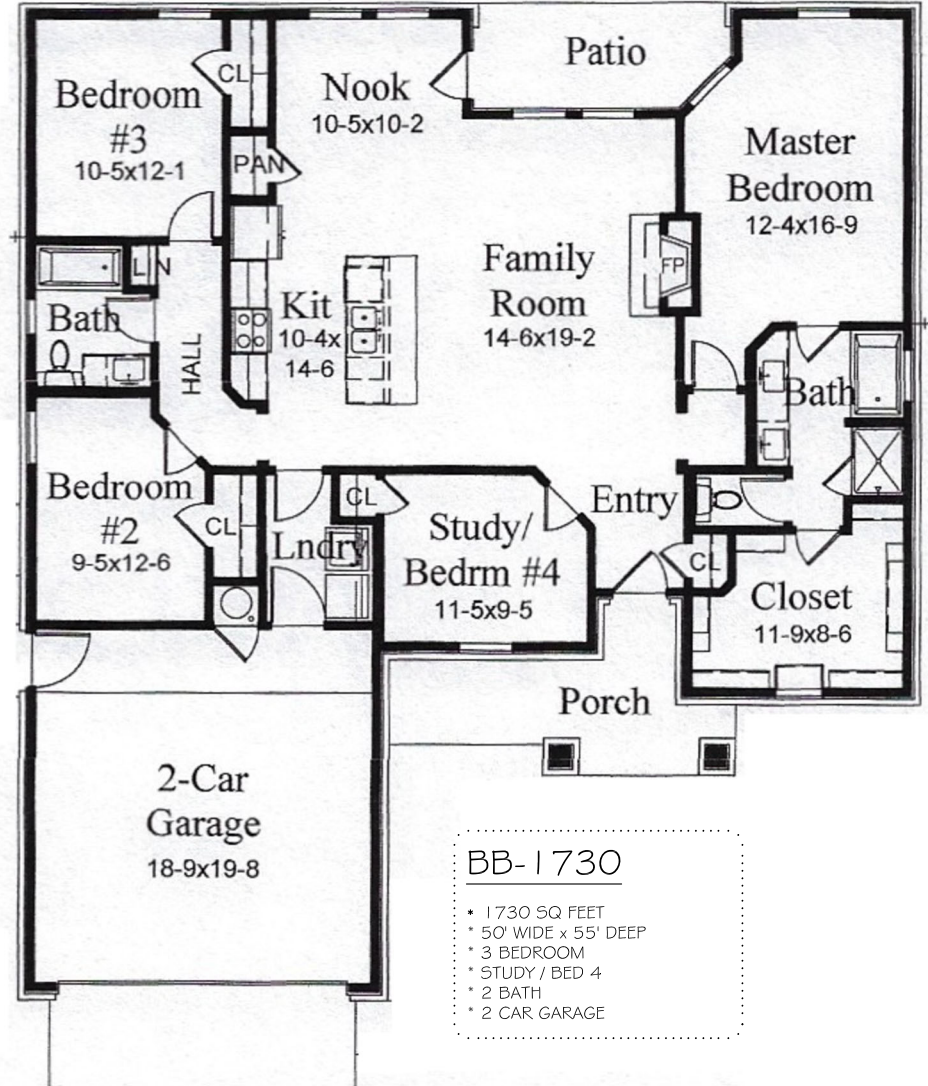 Patio
CL
Nook
10-5x10-2
Bedroom
#3
10-5x12-1
Master
Bedroom
12-4x16-9
PAN
Family
Room
14-6x19-2
FP
LIN
Kit
10-4x
14-6
Bath
HALL
Bath
Bedroom
#2
9-5x12-6
CL
CL
Lndry
Study/
Bedrm #4
11-5x9-5
Entry
CL
Closet
11-9x8-6
Porch
2-Car
Garage
18-9x19-8
BB-1730
* 1730 SQ FEET
* 50' WIDE x 55' DEEP
* 3 BEDROOM
* STUDY / BED 4
* 2 BATH
* 2 CAR GARAGE